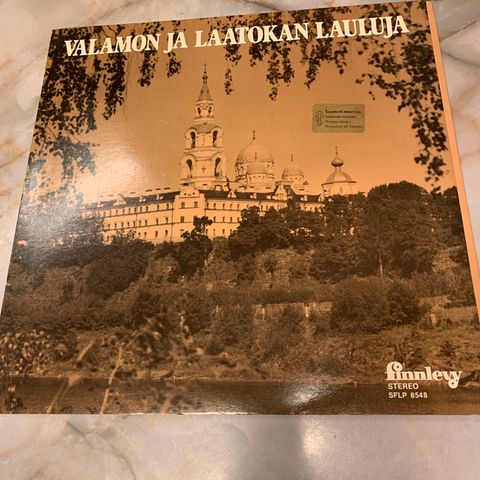 VALAMON JA LAATOKAN LAULUJA
finnlevy
STEREO
SFLP 8548